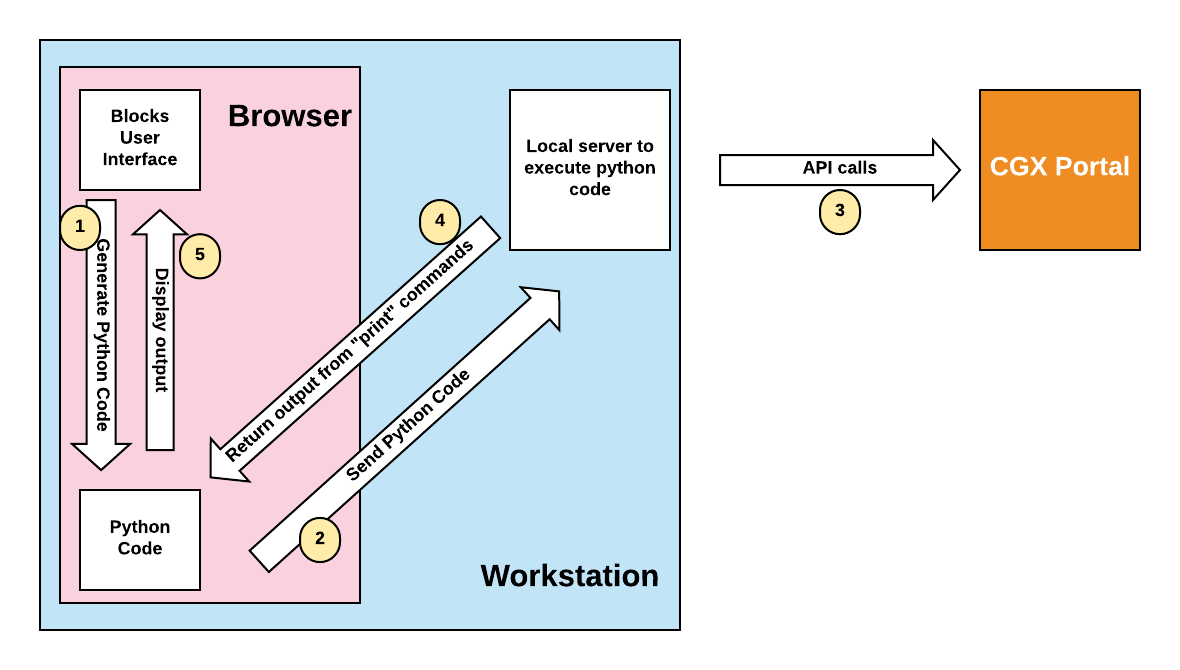 Blocks
User
Interface
Browser
Local server to
execute python
code
API calls
3
CGX Portal
1
Generate Python Code
5
Display output
4
Return output from "print" commands
Send Python Code
2
Python
Code
Workstation